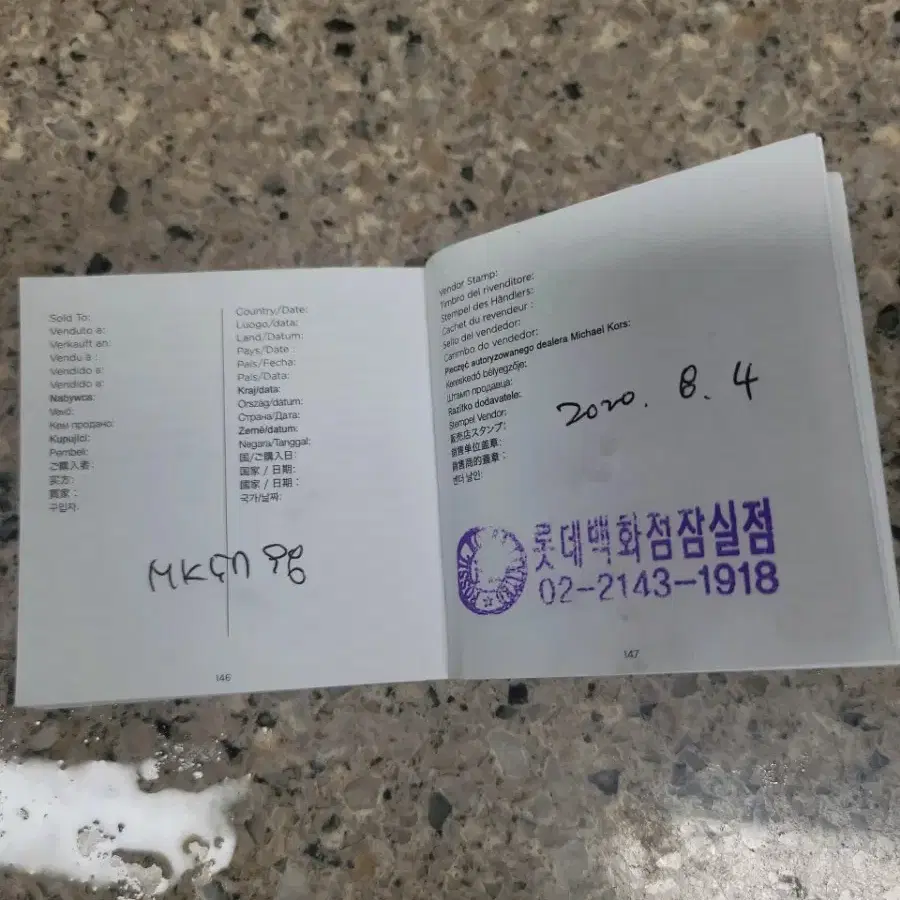 Sold To:
Venduto a:
Verkauft an:
Vendu à :
Vendido a:
Vendido a:
Nabywca:
Vevő:
Кем продано:
Kupující:
Pembeli:
ご購入者:
买方:
買家:
구입자:
Country/Date:
Luogo/data:
Land/Datum:
Pays/Date :
País/Fecha:
País/Data:
Kraj/data:
Ország/dátum:
Страна/Дата:
Země/datum:
Negara/Tanggal:
国/ご購入日:
国家 / 日期:
國家 / 日期:
국가/날짜:
146
Vendor Stamp:
Timbro del rivenditore:
Stempel des Händlers:
Cachet du revendeur :
Sello del vendedor:
Carimbo do vendedor:
Pieczęć autoryzowanego dealera Michael Kors:
Kereskedő bélyegzője:
Штамп продавца:
Razítko dodavatele:
Stempel Vendor:
販売店スタンプ:
销售单位盖章:
銷售商的蓋章:
벤더 날인:
2020. 8. 4
롯데백화점잠실점
02-2143-1918
147